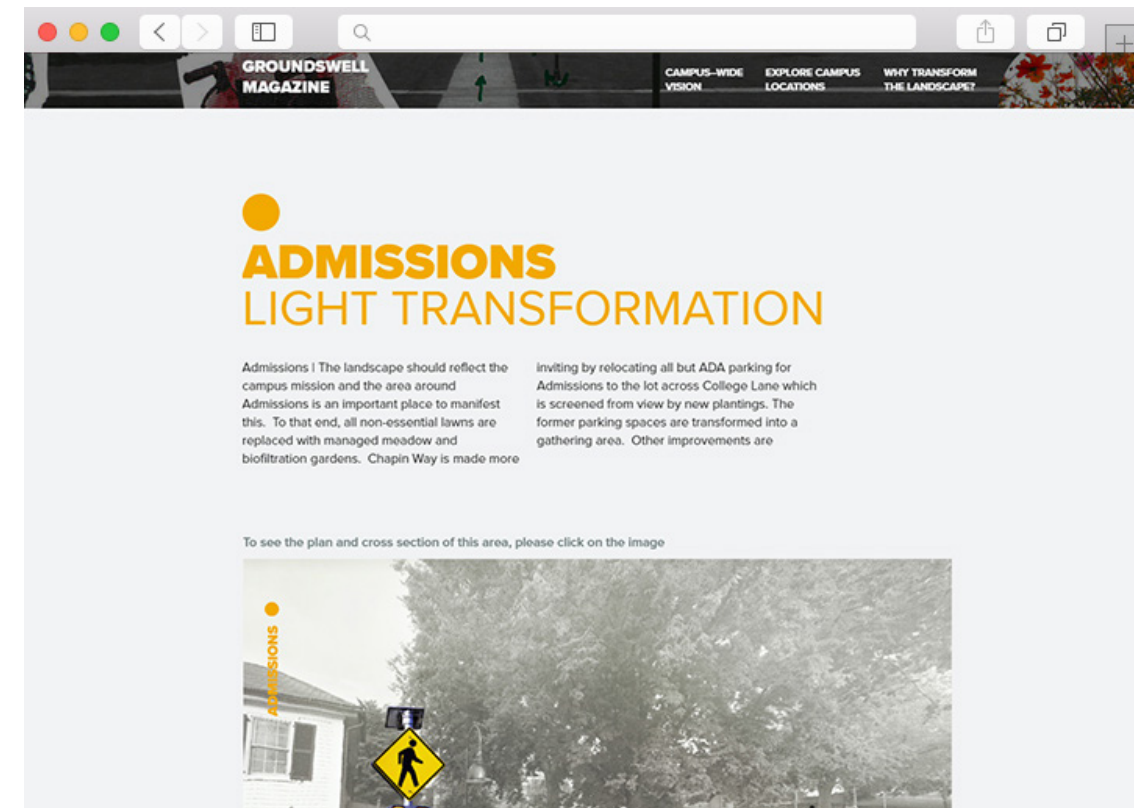 GROUNDSWELL
MAGAZINE
CAMPUS-WIDE
VISION
EXPLORE CAMPUS
LOCATIONS
WHY TRANSFORM
THE LANDSCAPE?
ADMISSIONS
LIGHT TRANSFORMATION
Admissions | The landscape should reflect the
campus mission and the area around
Admissions is an important place to manifest
this. To that end, all non-essential lawns are
replaced with managed meadow and
biofiltration gardens. Chapin Way is made more
inviting by relocating all but ADA parking for
Admissions to the lot across College Lane which
is screened from view by new plantings. The
former parking spaces are transformed into a
gathering area. Other improvements are
To see the plan and cross section of this area, please click on the image
ADMISSIONS